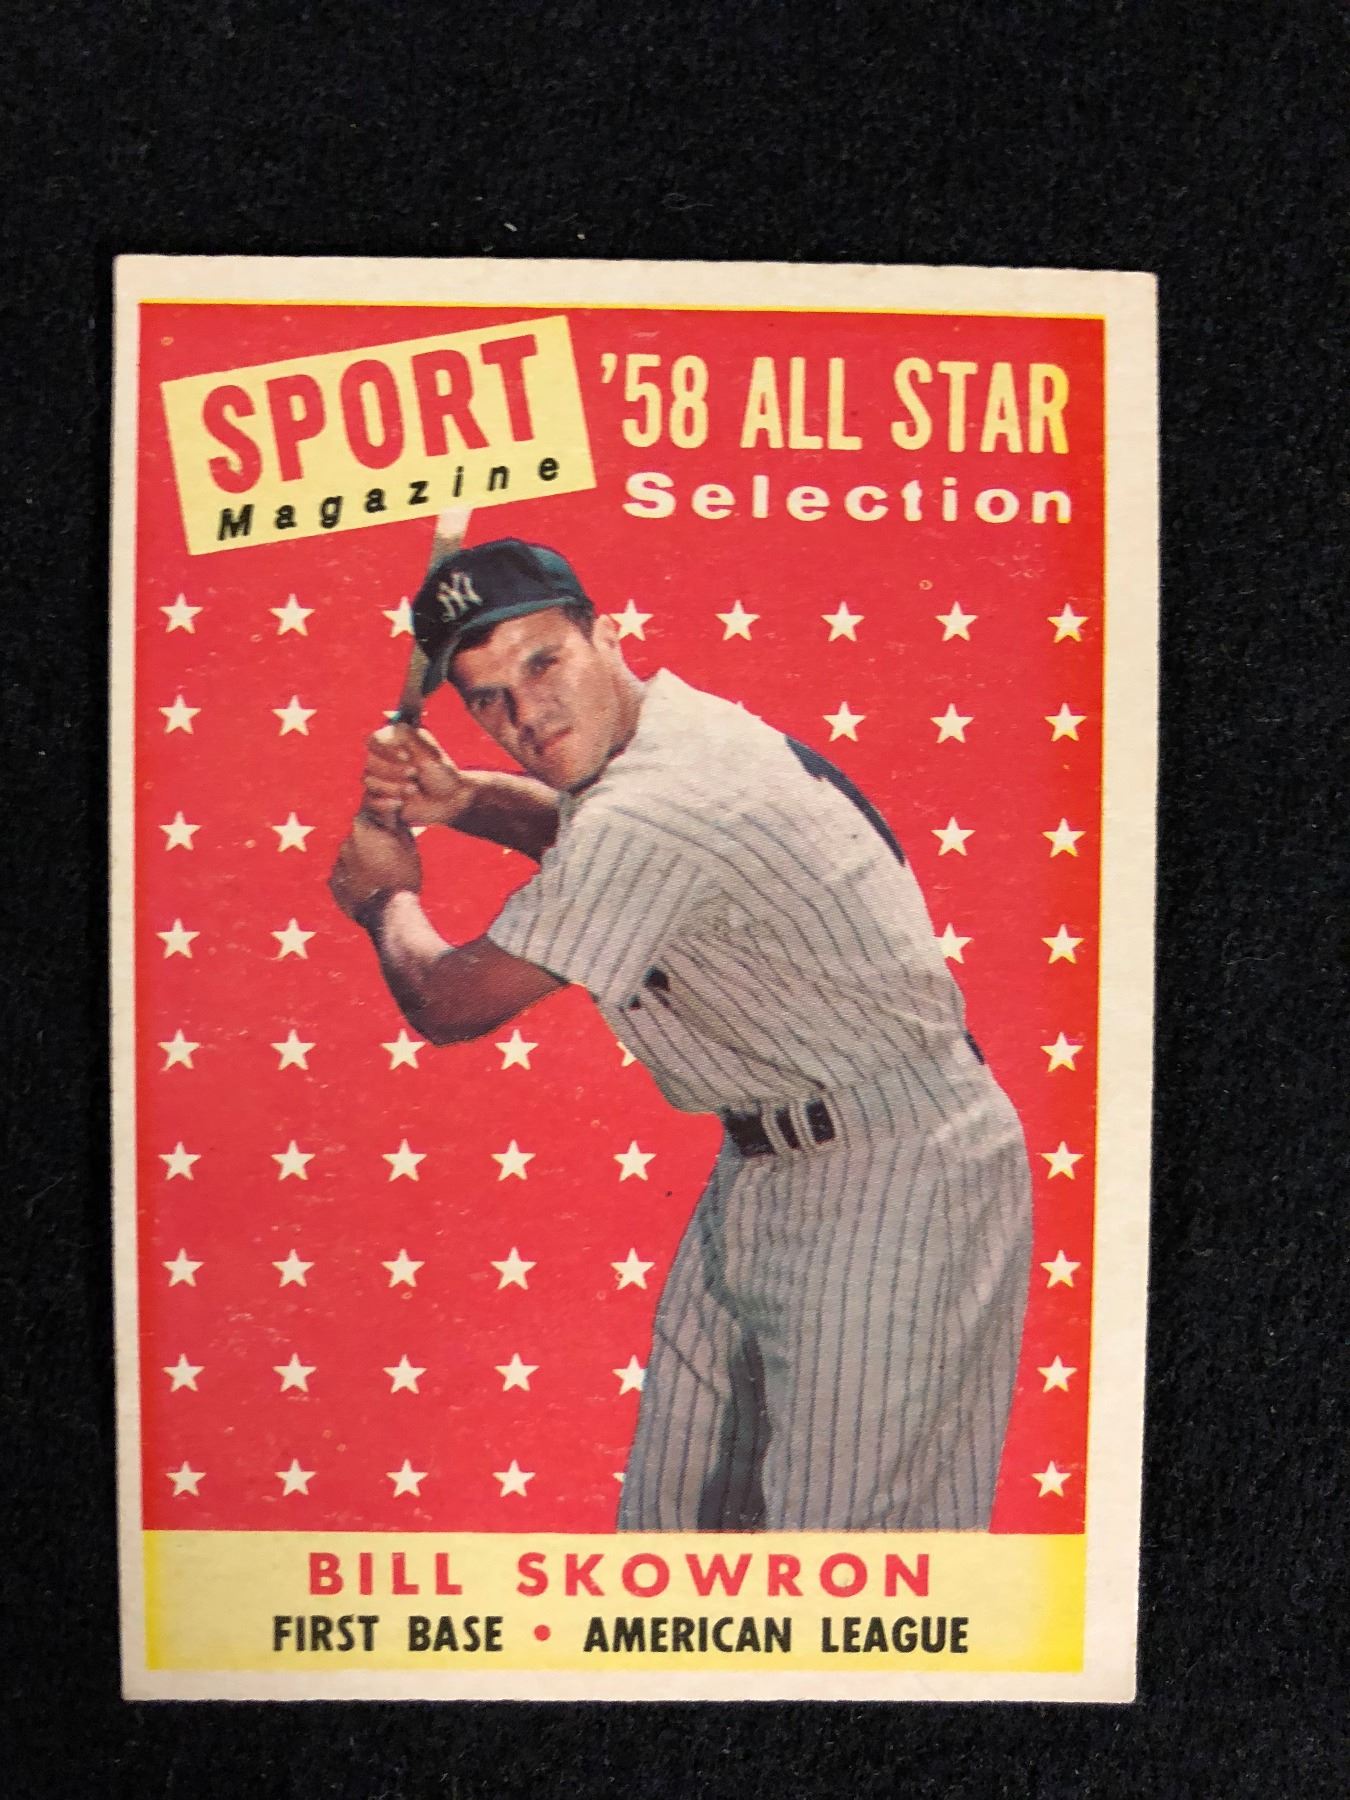 SPORT
Magazine
'58 ALL STAR
Selection
NY
BILL SKOWRON
FIRST BASE • AMERICAN LEAGUE